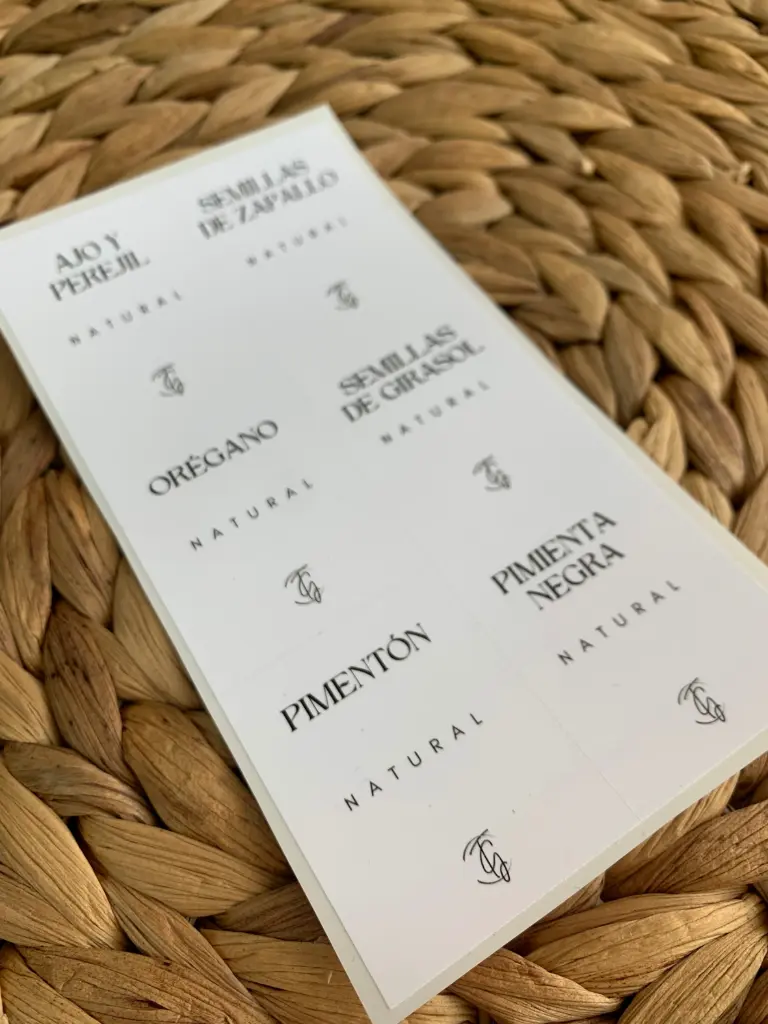 AJO Y
PEREJIL
NATURAL
SEMILLAS
DE ZAPALLO
NATURAL
ORÉGANO
NATURAL
SEMILLAS
DE GIRASOL
NATURAL
PIMENTÓN
NATURAL
PIMIENTA
NEGRA
NATURAL